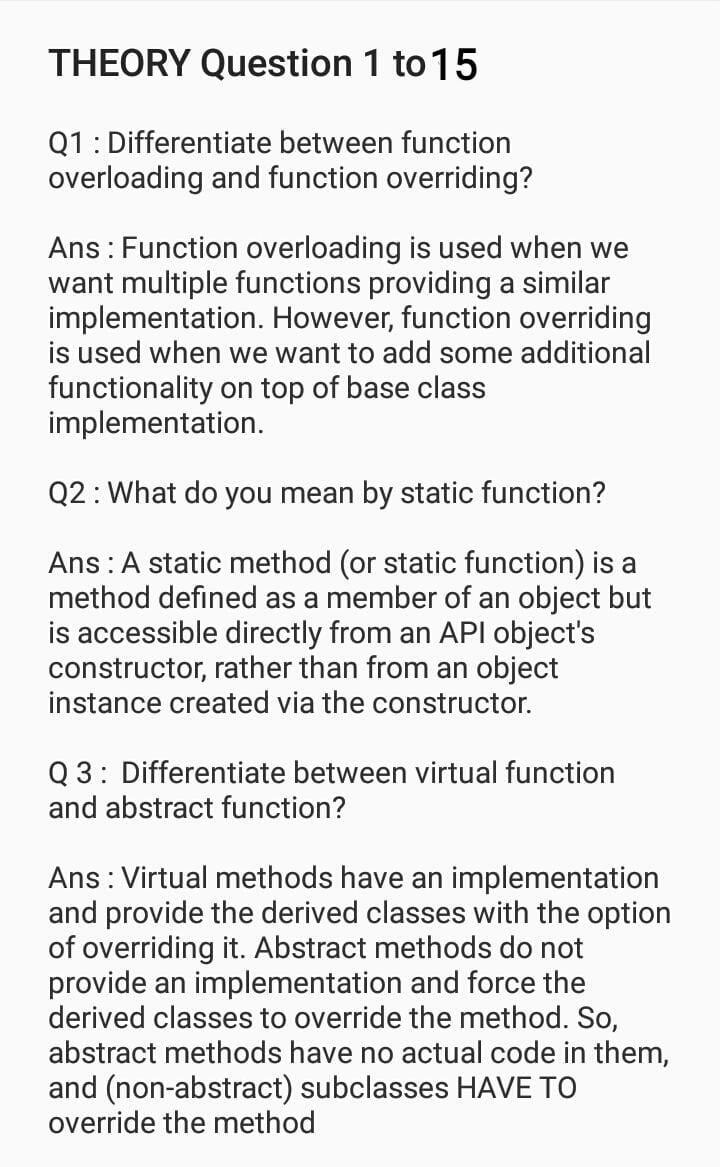 THEORY Question 1 to 15
Q1 : Differentiate between function
overloading and function overriding?
Ans : Function overloading is used when we
want multiple functions providing a similar
implementation. However, function overriding
is used when we want to add some additional
functionality on top of base class
implementation.
Q2 : What do you mean by static function?
Ans : A static method (or static function) is a
method defined as a member of an object but
is accessible directly from an API object's
constructor, rather than from an object
instance created via the constructor.
Q 3 :  Differentiate between virtual function
and abstract function?
Ans : Virtual methods have an implementation
and provide the derived classes with the option
of overriding it. Abstract methods do not
provide an implementation and force the
derived classes to override the method. So,
abstract methods have no actual code in them,
and (non-abstract) subclasses HAVE TO
override the method